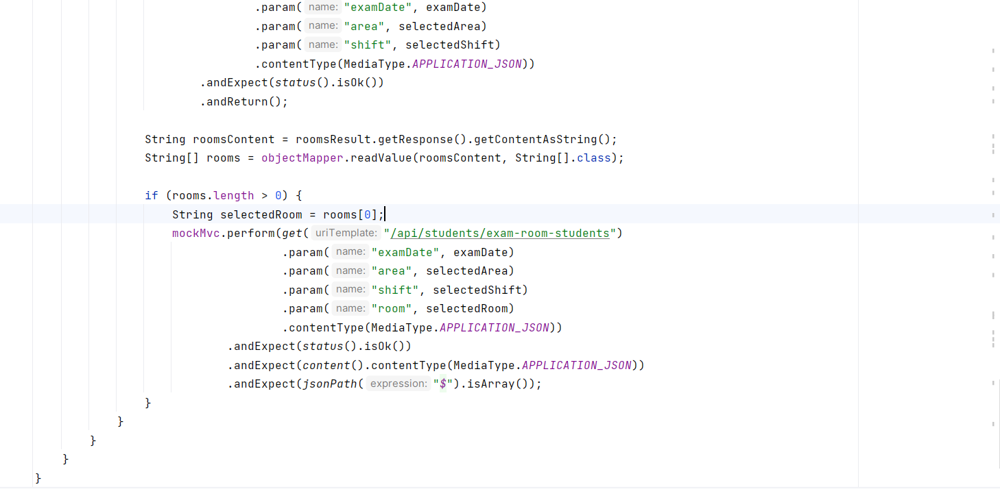 .param( name: "examDate", examDate)
.param( name: "area", selectedArea)
.param( name: "shift", selectedShift)
.contentType(MediaType.APPLICATION_JSON))
.andExpect(status().isOk())
.andReturn();
String roomsContent = roomsResult.getResponse().getContentAsString();
String[] rooms = objectMapper.readValue(roomsContent, String[].class);
if (rooms.length > 0) {
String selectedRoom = rooms[0];
mockMvc.perform(get( uriTemplate: "/api/students/exam-room-students")
.param( name: "examDate", examDate)
.param( name: "area", selectedArea)
.param( name: "shift", selectedShift)
.param( name: "room", selectedRoom)
.contentType(MediaType.APPLICATION_JSON))
.andExpect(status().isOk())
.andExpect(content().contentType(MediaType.APPLICATION_JSON))
.andExpect(jsonPath( expression: "$").isArray());
}
}
}
}
}